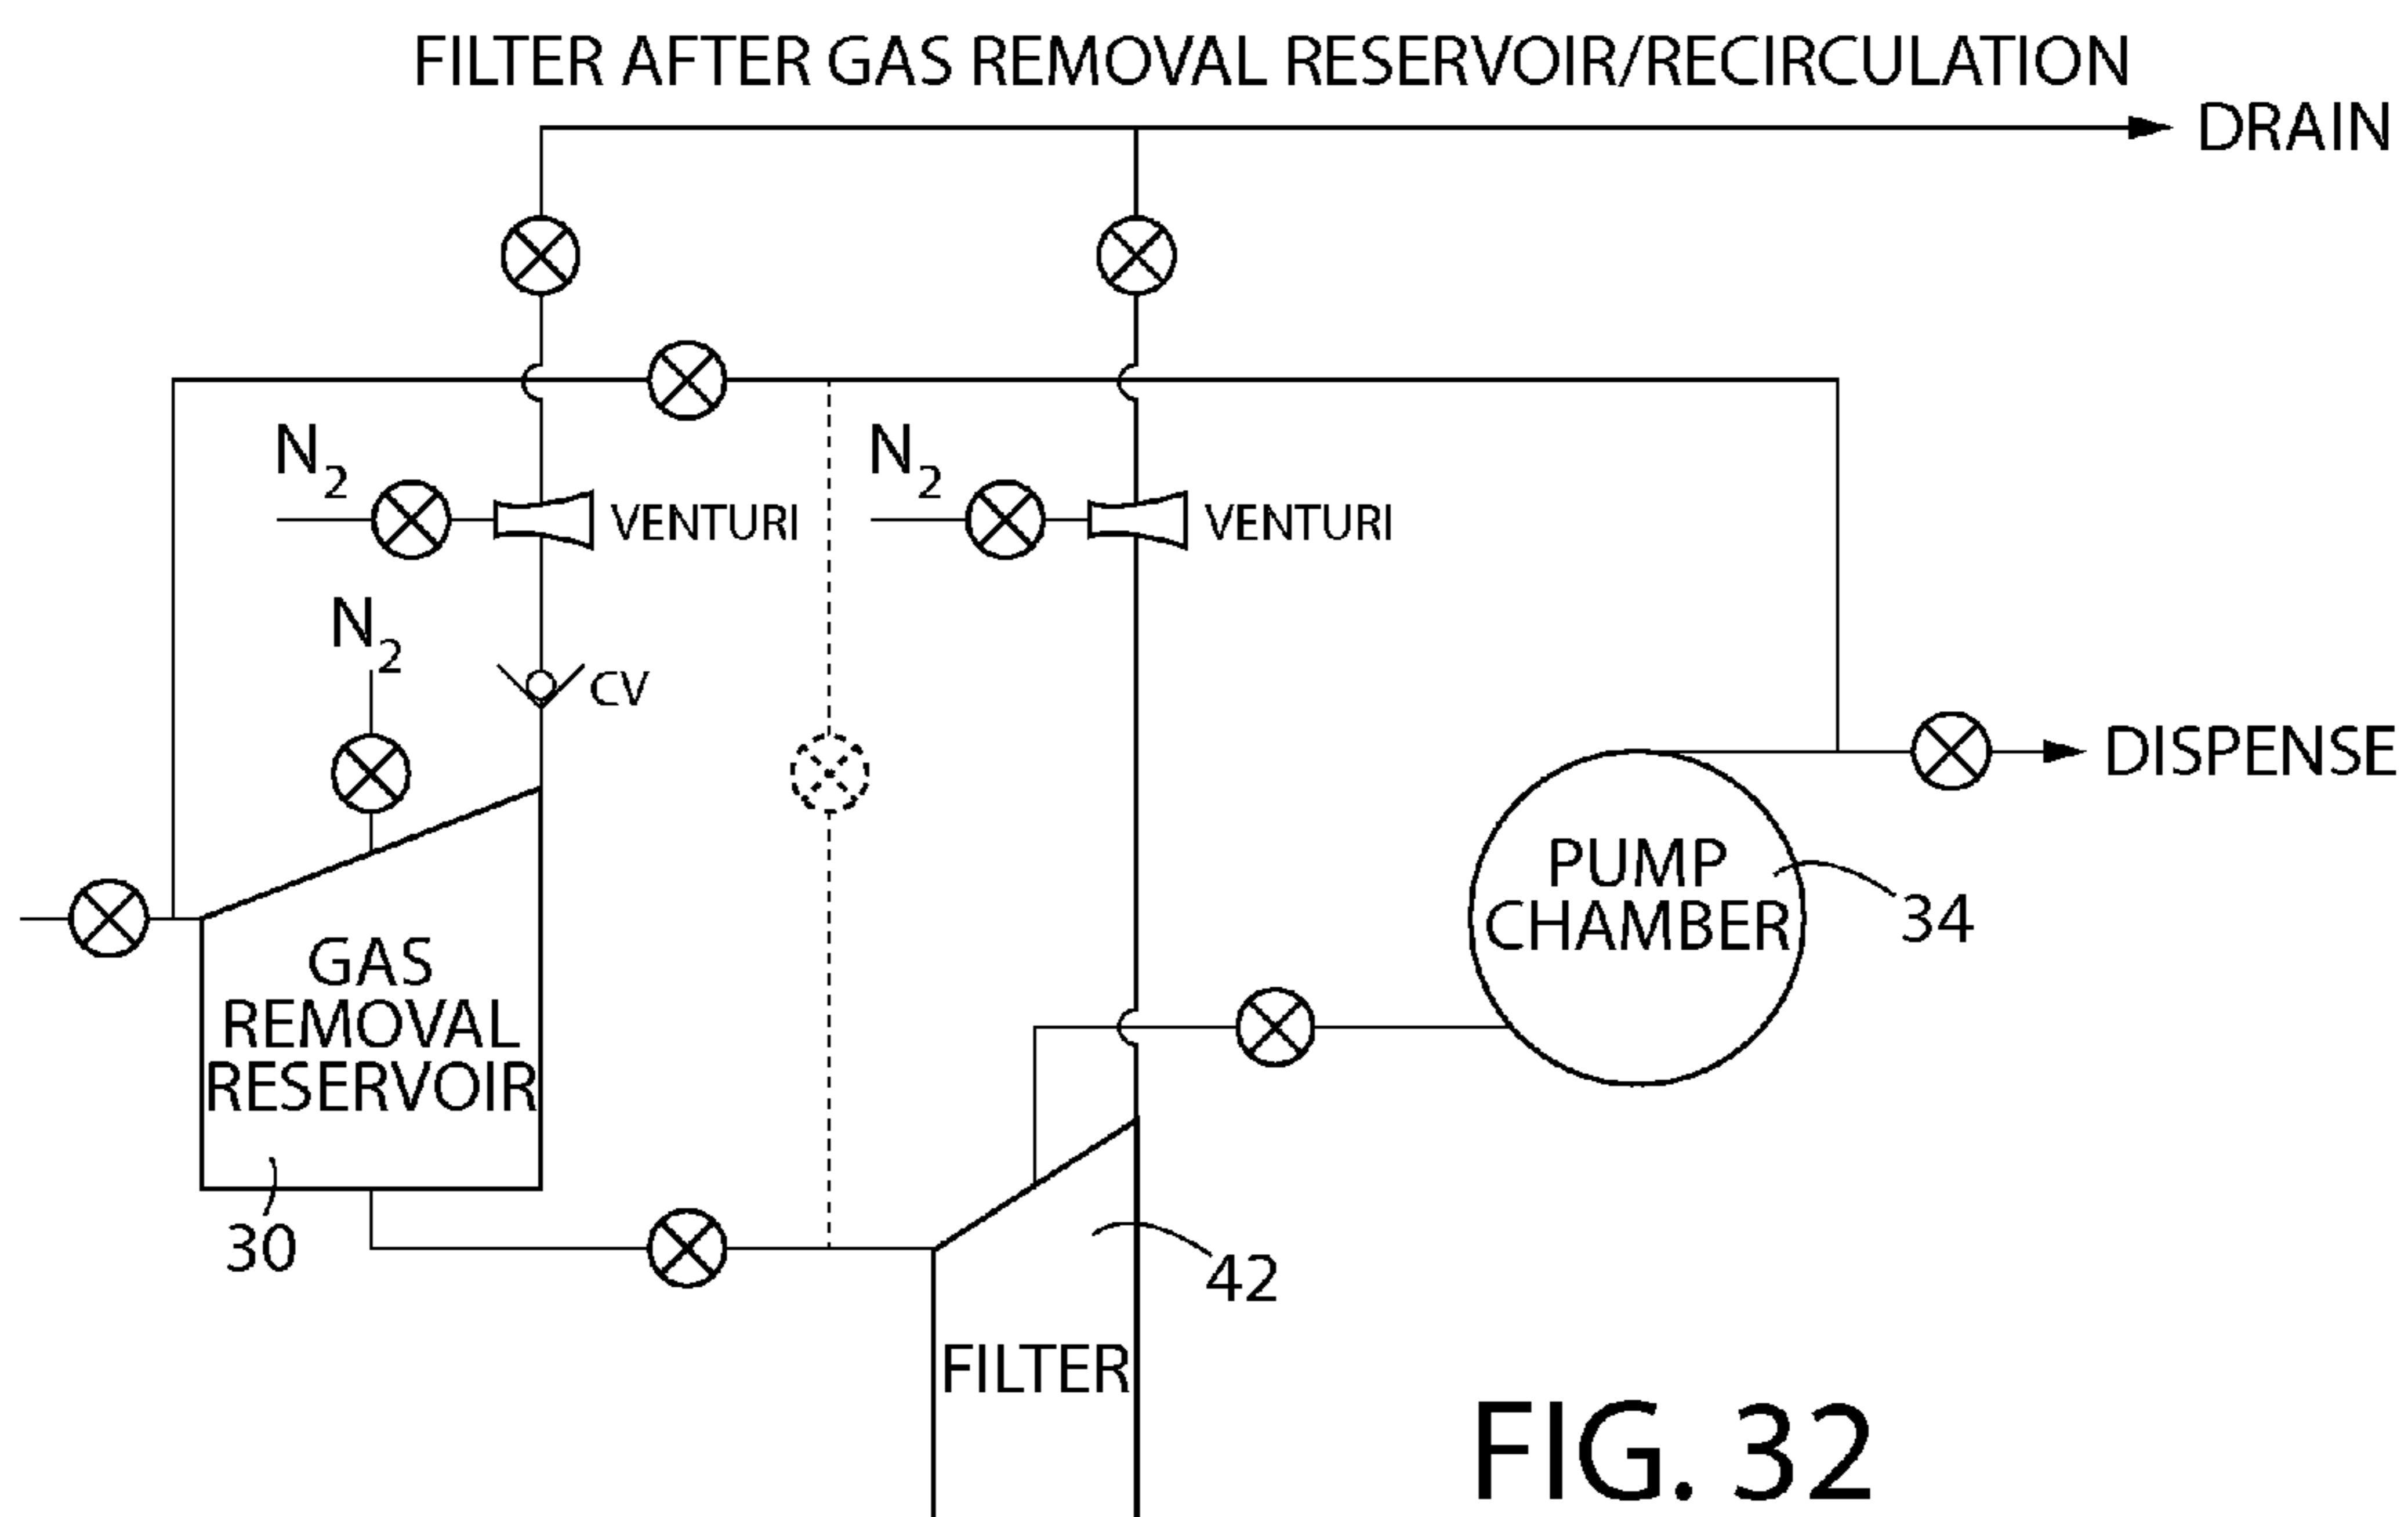 FILTER AFTER GAS REMOVAL RESERVOIR/RECIRCULATION
DRAIN
N2
N2
VENTURI
VENTURI
N2
CV
DISPENSE
PUMP
CHAMBER
34
GAS
REMOVAL
RESERVOIR
30
42
FILTER
FIG. 32